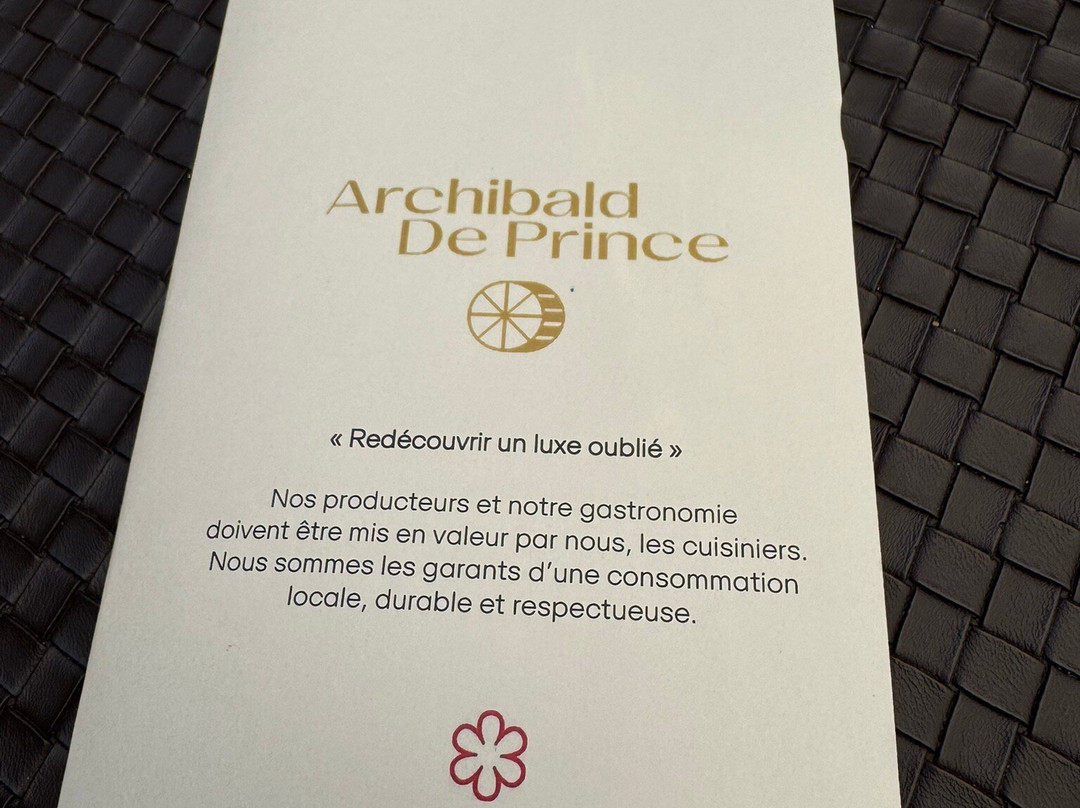 Archibald
De Prince
« Redécouvrir un luxe oublié »
Nos producteurs et notre gastronomie
doivent être mis en valeur par nous, les cuisiniers.
Nous sommes les garants d’une consommation
locale, durable et respectueuse.